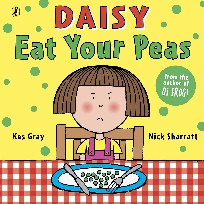 DAISY
Eat Your Peas
from the
author of
OI FROG!
Kes Gray
Nick Sharratt